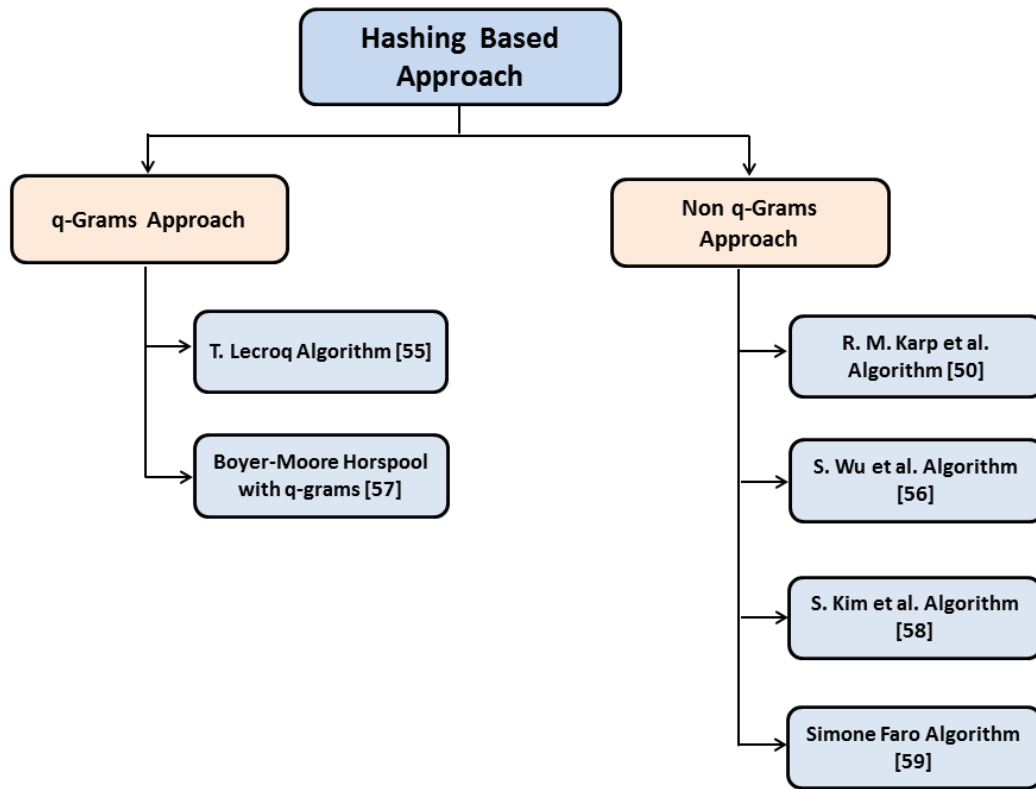 Hashing Based
Approach
q-Grams Approach
Non q-Grams
Approach
T. Lecroq Algorithm [55]
Boyer-Moore Horspool
with q-grams [57]
R. M. Karp et al.
Algorithm [50]
S. Wu et al. Algorithm
[56]
S. Kim et al. Algorithm
[58]
Simone Faro Algorithm
[59]